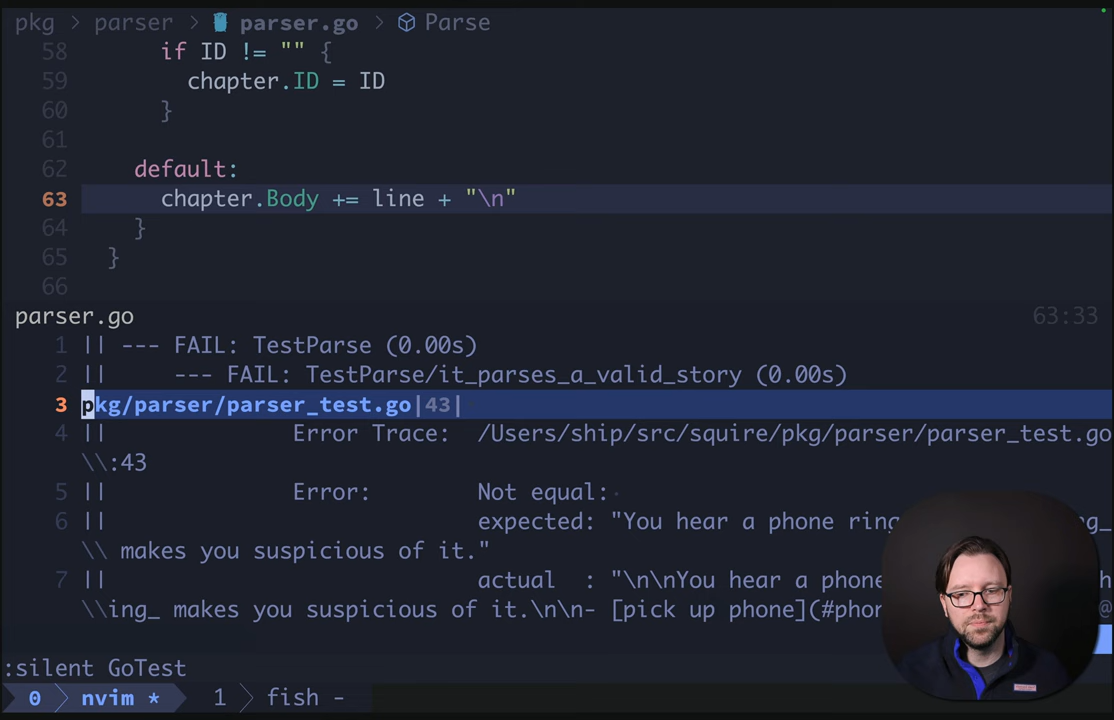 pkg > parser > parser.go > Parse
58 if ID != "" {
59 chapter.ID = ID
60 }
61
62 default:
63 chapter.Body += line + "\n"
64 }
65 }
66
parser.go 63:33
1 || --- FAIL: TestParse (0.00s)
2 || --- FAIL: TestParse/it_parses_a_valid_story (0.00s)
3 pkg/parser/parser_test.go|43|
4 || Error Trace: /Users/ship/src/squire/pkg/parser/parser_test.go
\\:43
5 || Error: Not equal:
6 || expected: "You hear a phone
\\ makes you suspicious of it."
7 || actual : "\n\nYou hear a phone
\\ing_ makes you suspicious of it.\n\n- [pick up phone](
:silent GoTest
0 nvim * 1 fish -